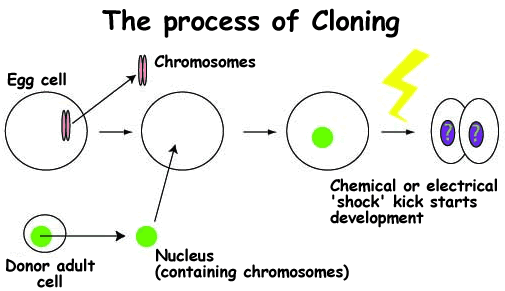 The process of Cloning
Egg cell
Chromosomes
? ?
Chemical or electrical
'shock' kick starts
development
Donor adult
cell
Nucleus
(containing chromosomes)